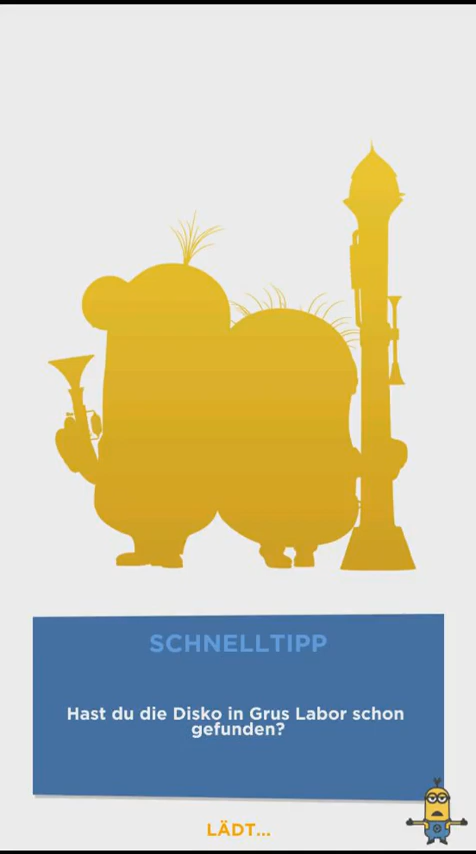 SCHNELLTIPP
Hast du die Disko in Grus Labor schon
gefunden?
LÄDT...